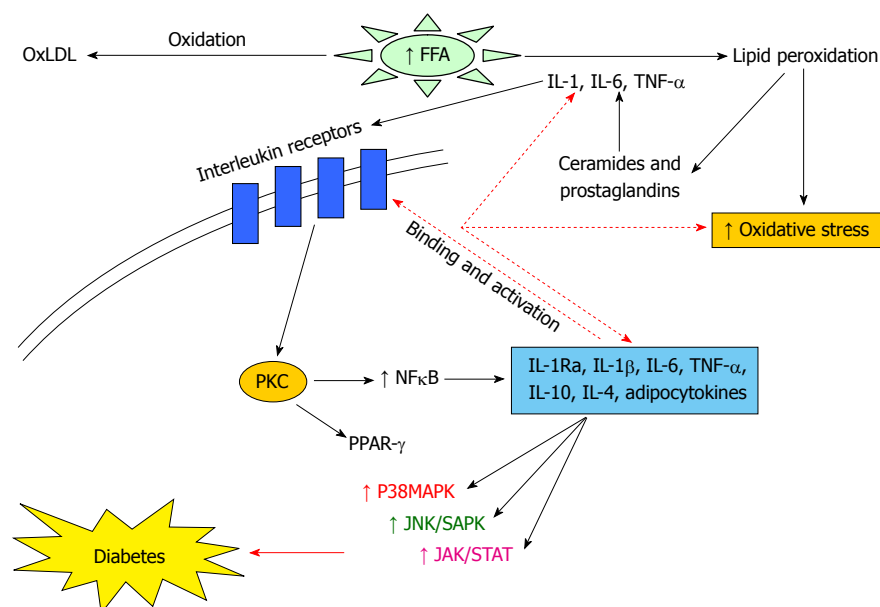 OxLDL
Oxidation
↑ FFA
Lipid peroxidation
IL-1, IL-6, TNF-α
Interleukin receptors
Ceramides and
prostaglandins
↑ Oxidative stress
Binding and activation
PKC
↑ NFκB
IL-1Ra, IL-1β, IL-6, TNF-α,
IL-10, IL-4, adipocytokines
PPAR-γ
↑ P38MAPK
↑ JNK/SAPK
↑ JAK/STAT
Diabetes